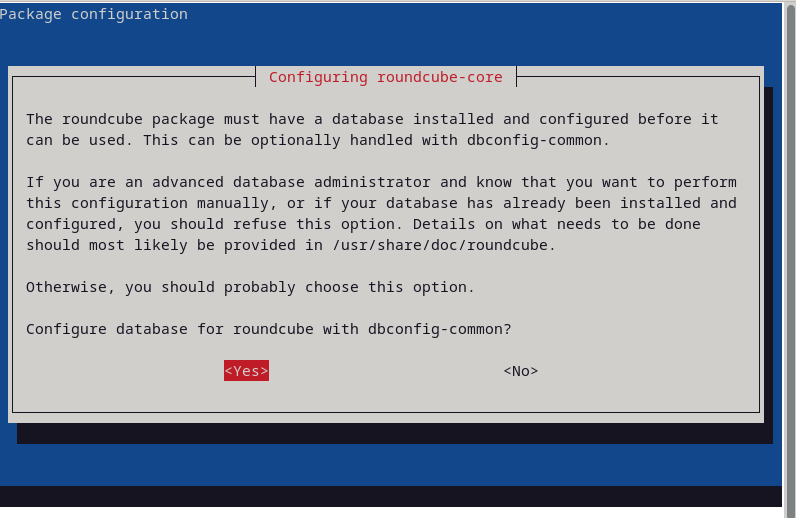 Package configuration
Configuring roundcube-core
The roundcube package must have a database installed and configured before it
can be used. This can be optionally handled with dbconfig-common.
If you are an advanced database administrator and know that you want to perform
this configuration manually, or if your database has already been installed and
configured, you should refuse this option. Details on what needs to be done
should most likely be provided in /usr/share/doc/roundcube.
Otherwise, you should probably choose this option.
Configure database for roundcube with dbconfig-common?
<Yes> <No>